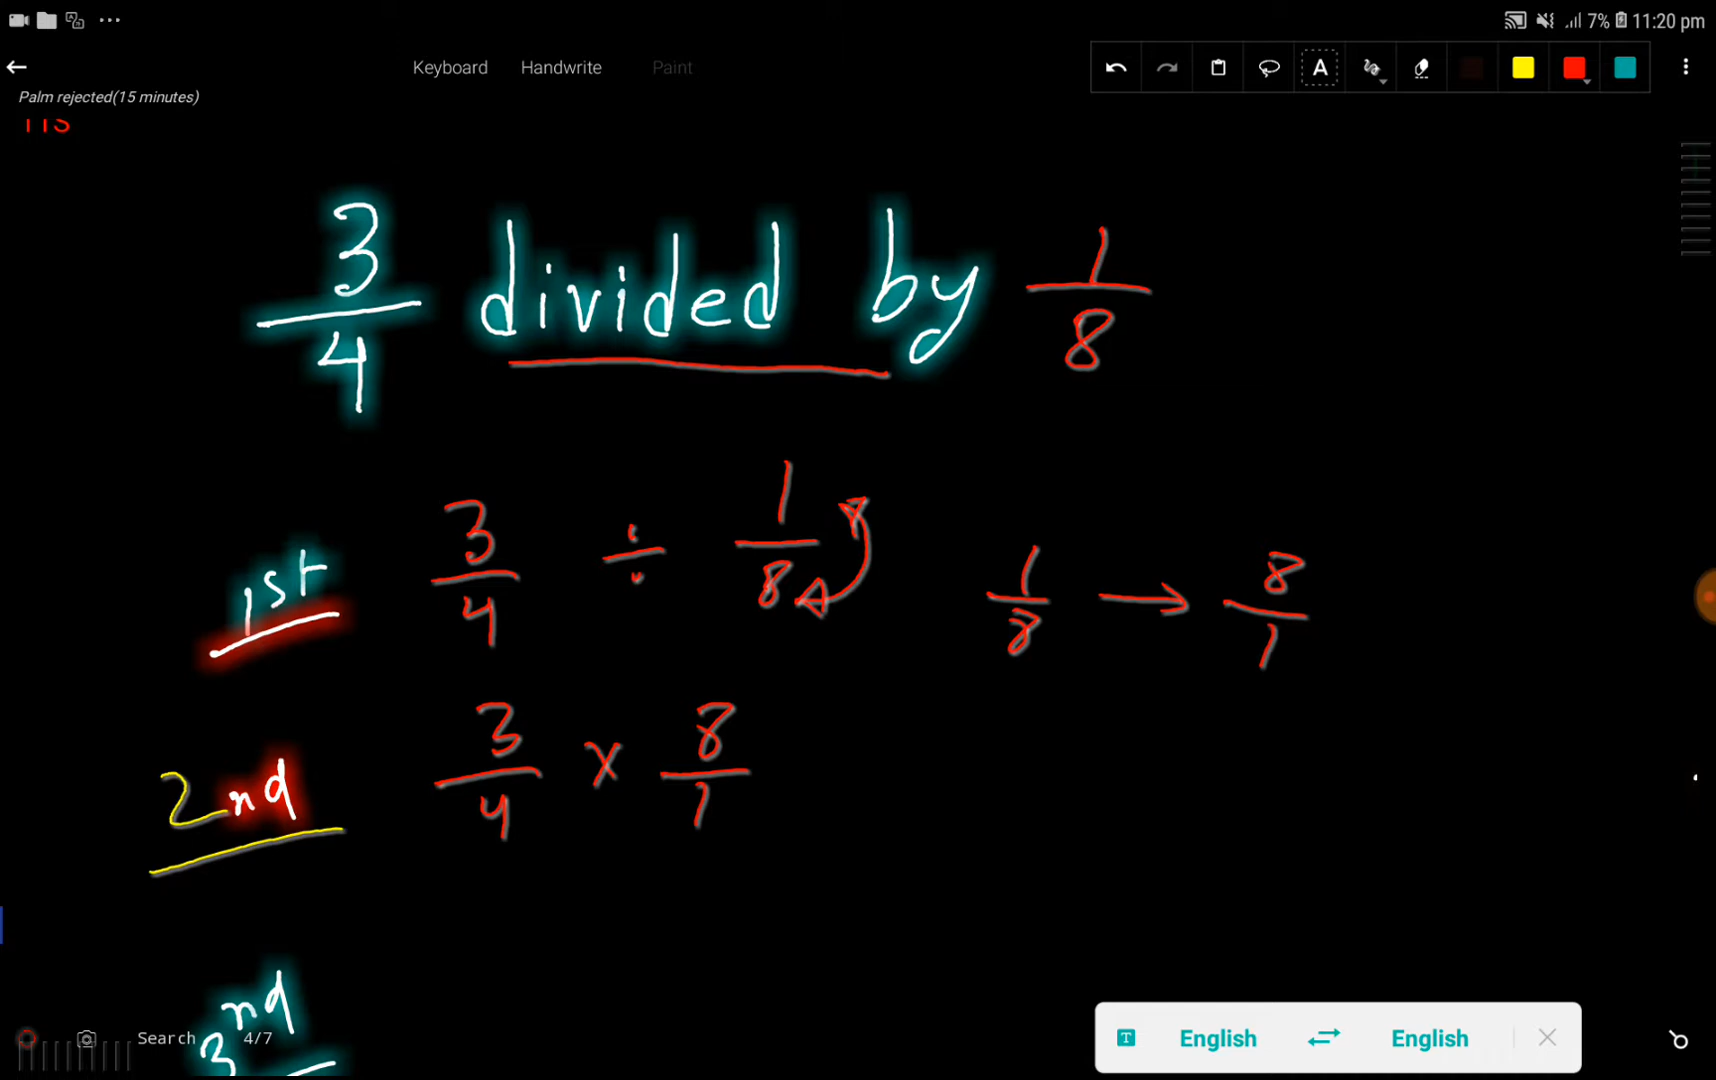 7% 11:20 pm
Keyboard Handwrite Paint A
Palm rejected(15 minutes)
3/4 divided by 1/8
1st 3/4 ÷ 1/8 1/8 → 8/1
2nd 3/4 x 8/1
3nd
Search 4/7
T English English